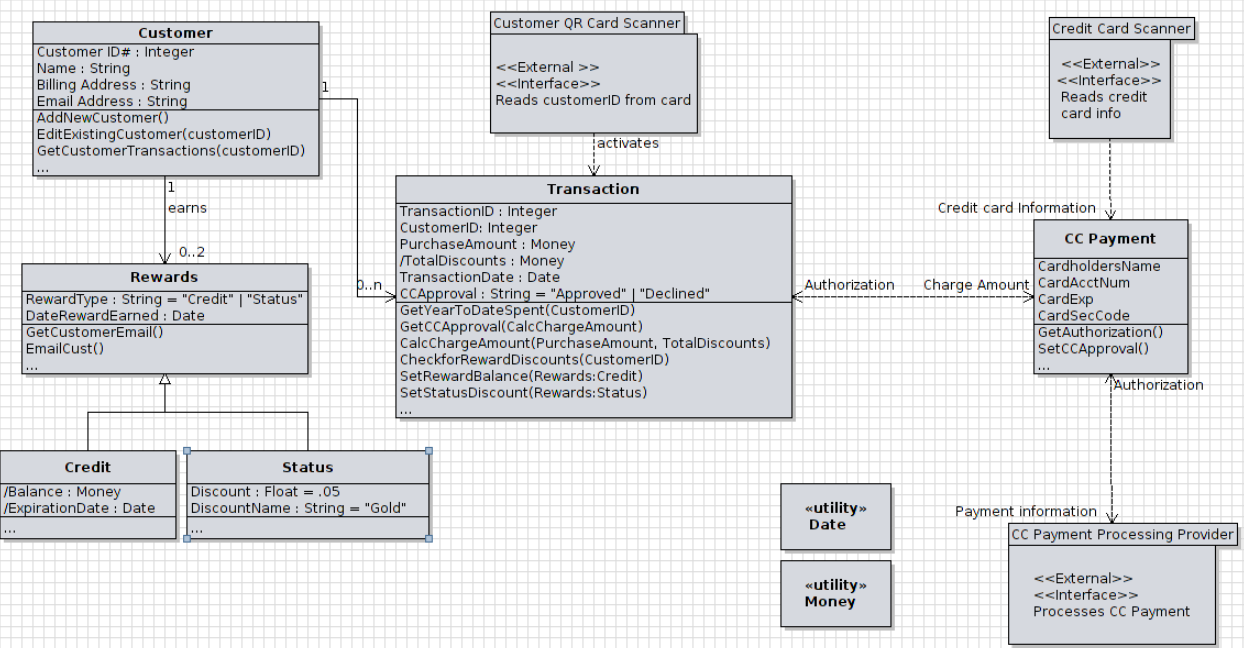 Customer
Customer ID# : Integer
Name : String
Billing Address : String
Email Address : String
AddNewCustomer()
EditExistingCustomer(customerID)
GetCustomerTransactions(customerID)
...
1
1
earns
0..2
0..n
Customer QR Card Scanner
<<External >>
<<Interface>>
Reads customerID from card
activates
Credit Card Scanner
<<External>>
<<Interface>>
Reads credit
card info
Credit card Information
Transaction
TransactionID : Integer
CustomerID: Integer
PurchaseAmount : Money
/TotalDiscounts : Money
TransactionDate : Date
CCApproval : String = "Approved" | "Declined"
GetYearToDateSpent(CustomerID)
GetCCApproval(CalcChargeAmount)
CalcChargeAmount(PurchaseAmount, TotalDiscounts)
CheckforRewardDiscounts(CustomerID)
SetRewardBalance(Rewards:Credit)
SetStatusDiscount(Rewards:Status)
...
Authorization
Charge Amount
CC Payment
CardholdersName
CardAcctNum
CardExp
CardSecCode
GetAuthorization()
SetCCApproval()
...
Authorization
Rewards
RewardType : String = "Credit" | "Status"
DateRewardEarned : Date
GetCustomerEmail()
EmailCust()
...
Credit
/Balance : Money
/ExpirationDate : Date
...
Status
Discount : Float = .05
DiscountName : String = "Gold"
...
«utility»
Date
«utility»
Money
Payment information
CC Payment Processing Provider
<<External>>
<<Interface>>
Processes CC Payment